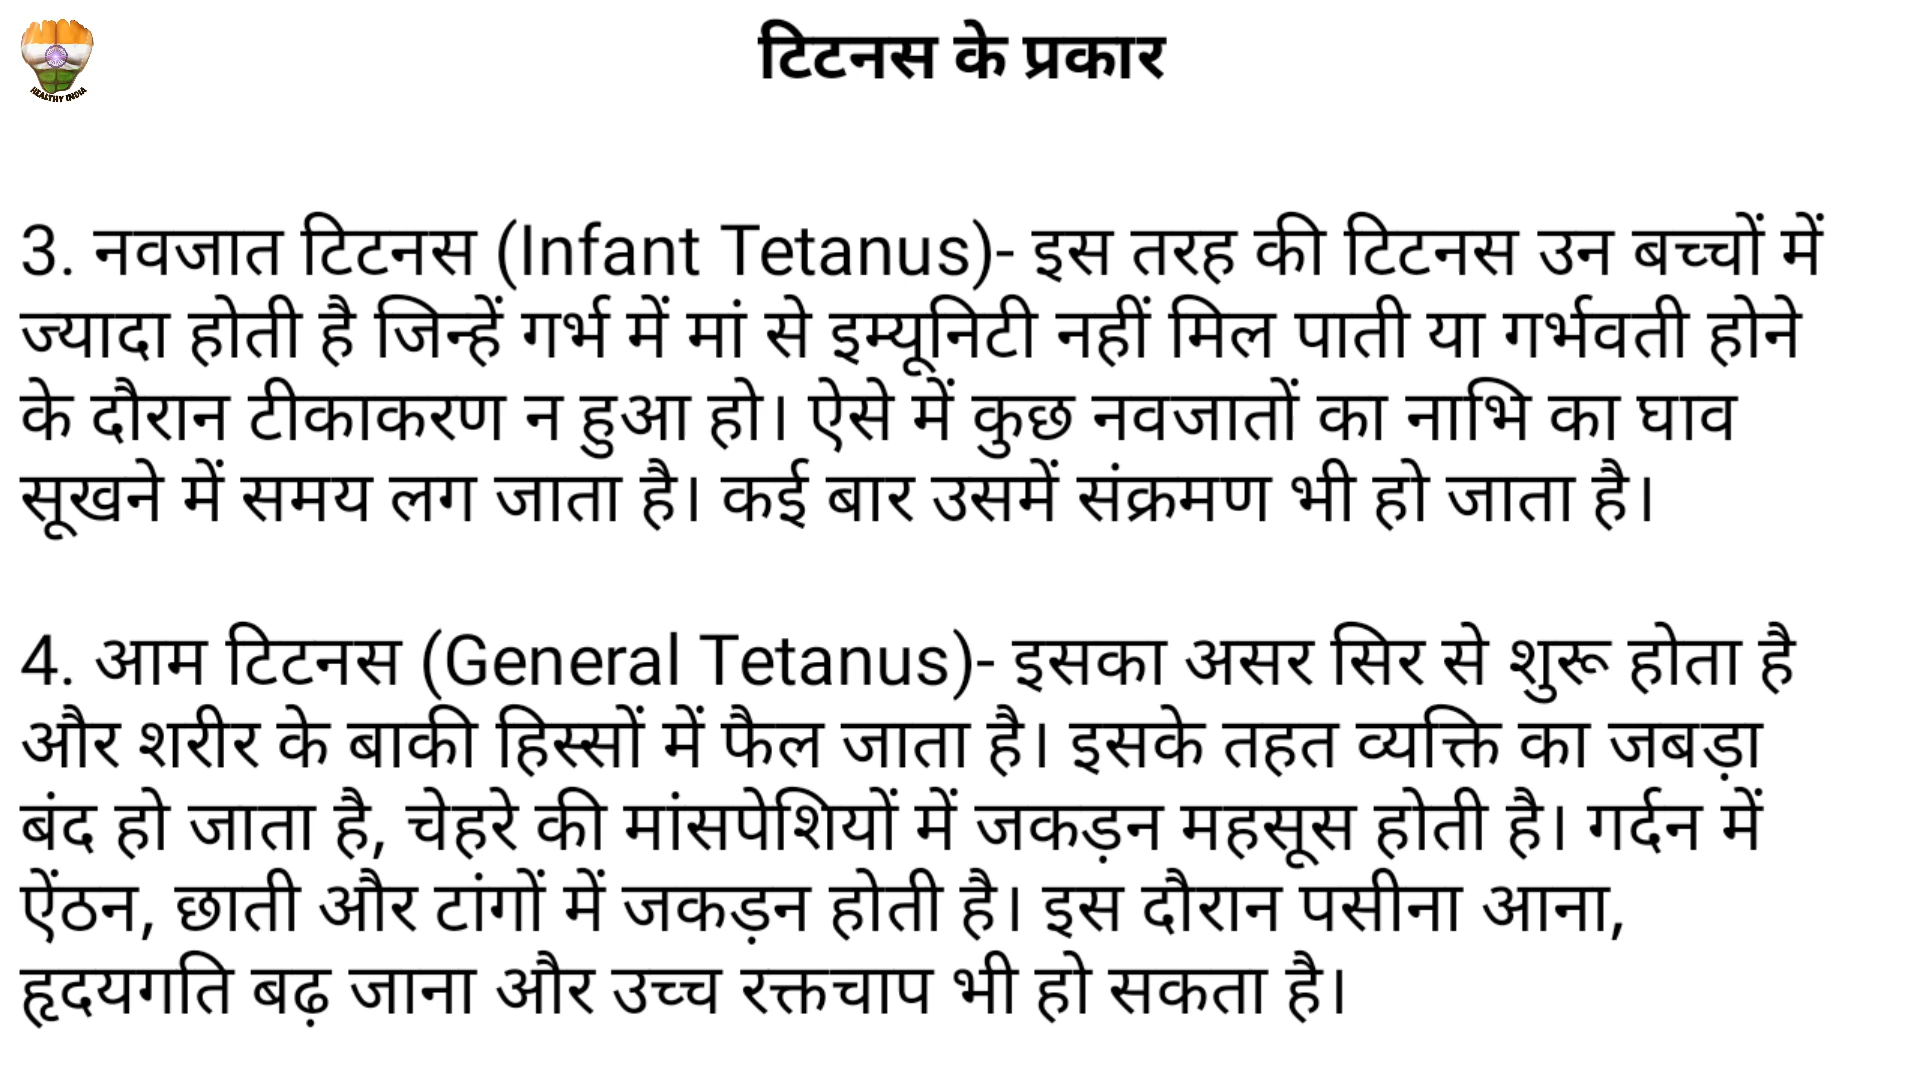 HEALTHY INDIA
टिटनस के प्रकार
3. नवजात टिटनस (Infant Tetanus)- इस तरह की टिटनस उन बच्चों में
ज्यादा होती है जिन्हें गर्भ में मां से इम्यूनिटी नहीं मिल पाती या गर्भवती होने
के दौरान टीकाकरण न हुआ हो। ऐसे में कुछ नवजातों का नाभि का घाव
सूखने में समय लग जाता है। कई बार उसमें संक्रमण भी हो जाता है।
4. आम टिटनस (General Tetanus)- इसका असर सिर से शुरू होता है
और शरीर के बाकी हिस्सों में फैल जाता है। इसके तहत व्यक्ति का जबड़ा
बंद हो जाता है, चेहरे की मांसपेशियों में जकड़न महसूस होती है। गर्दन में
ऐंठन, छाती और टांगों में जकड़न होती है। इस दौरान पसीना आना,
हृदयगति बढ़ जाना और उच्च रक्तचाप भी हो सकता है।